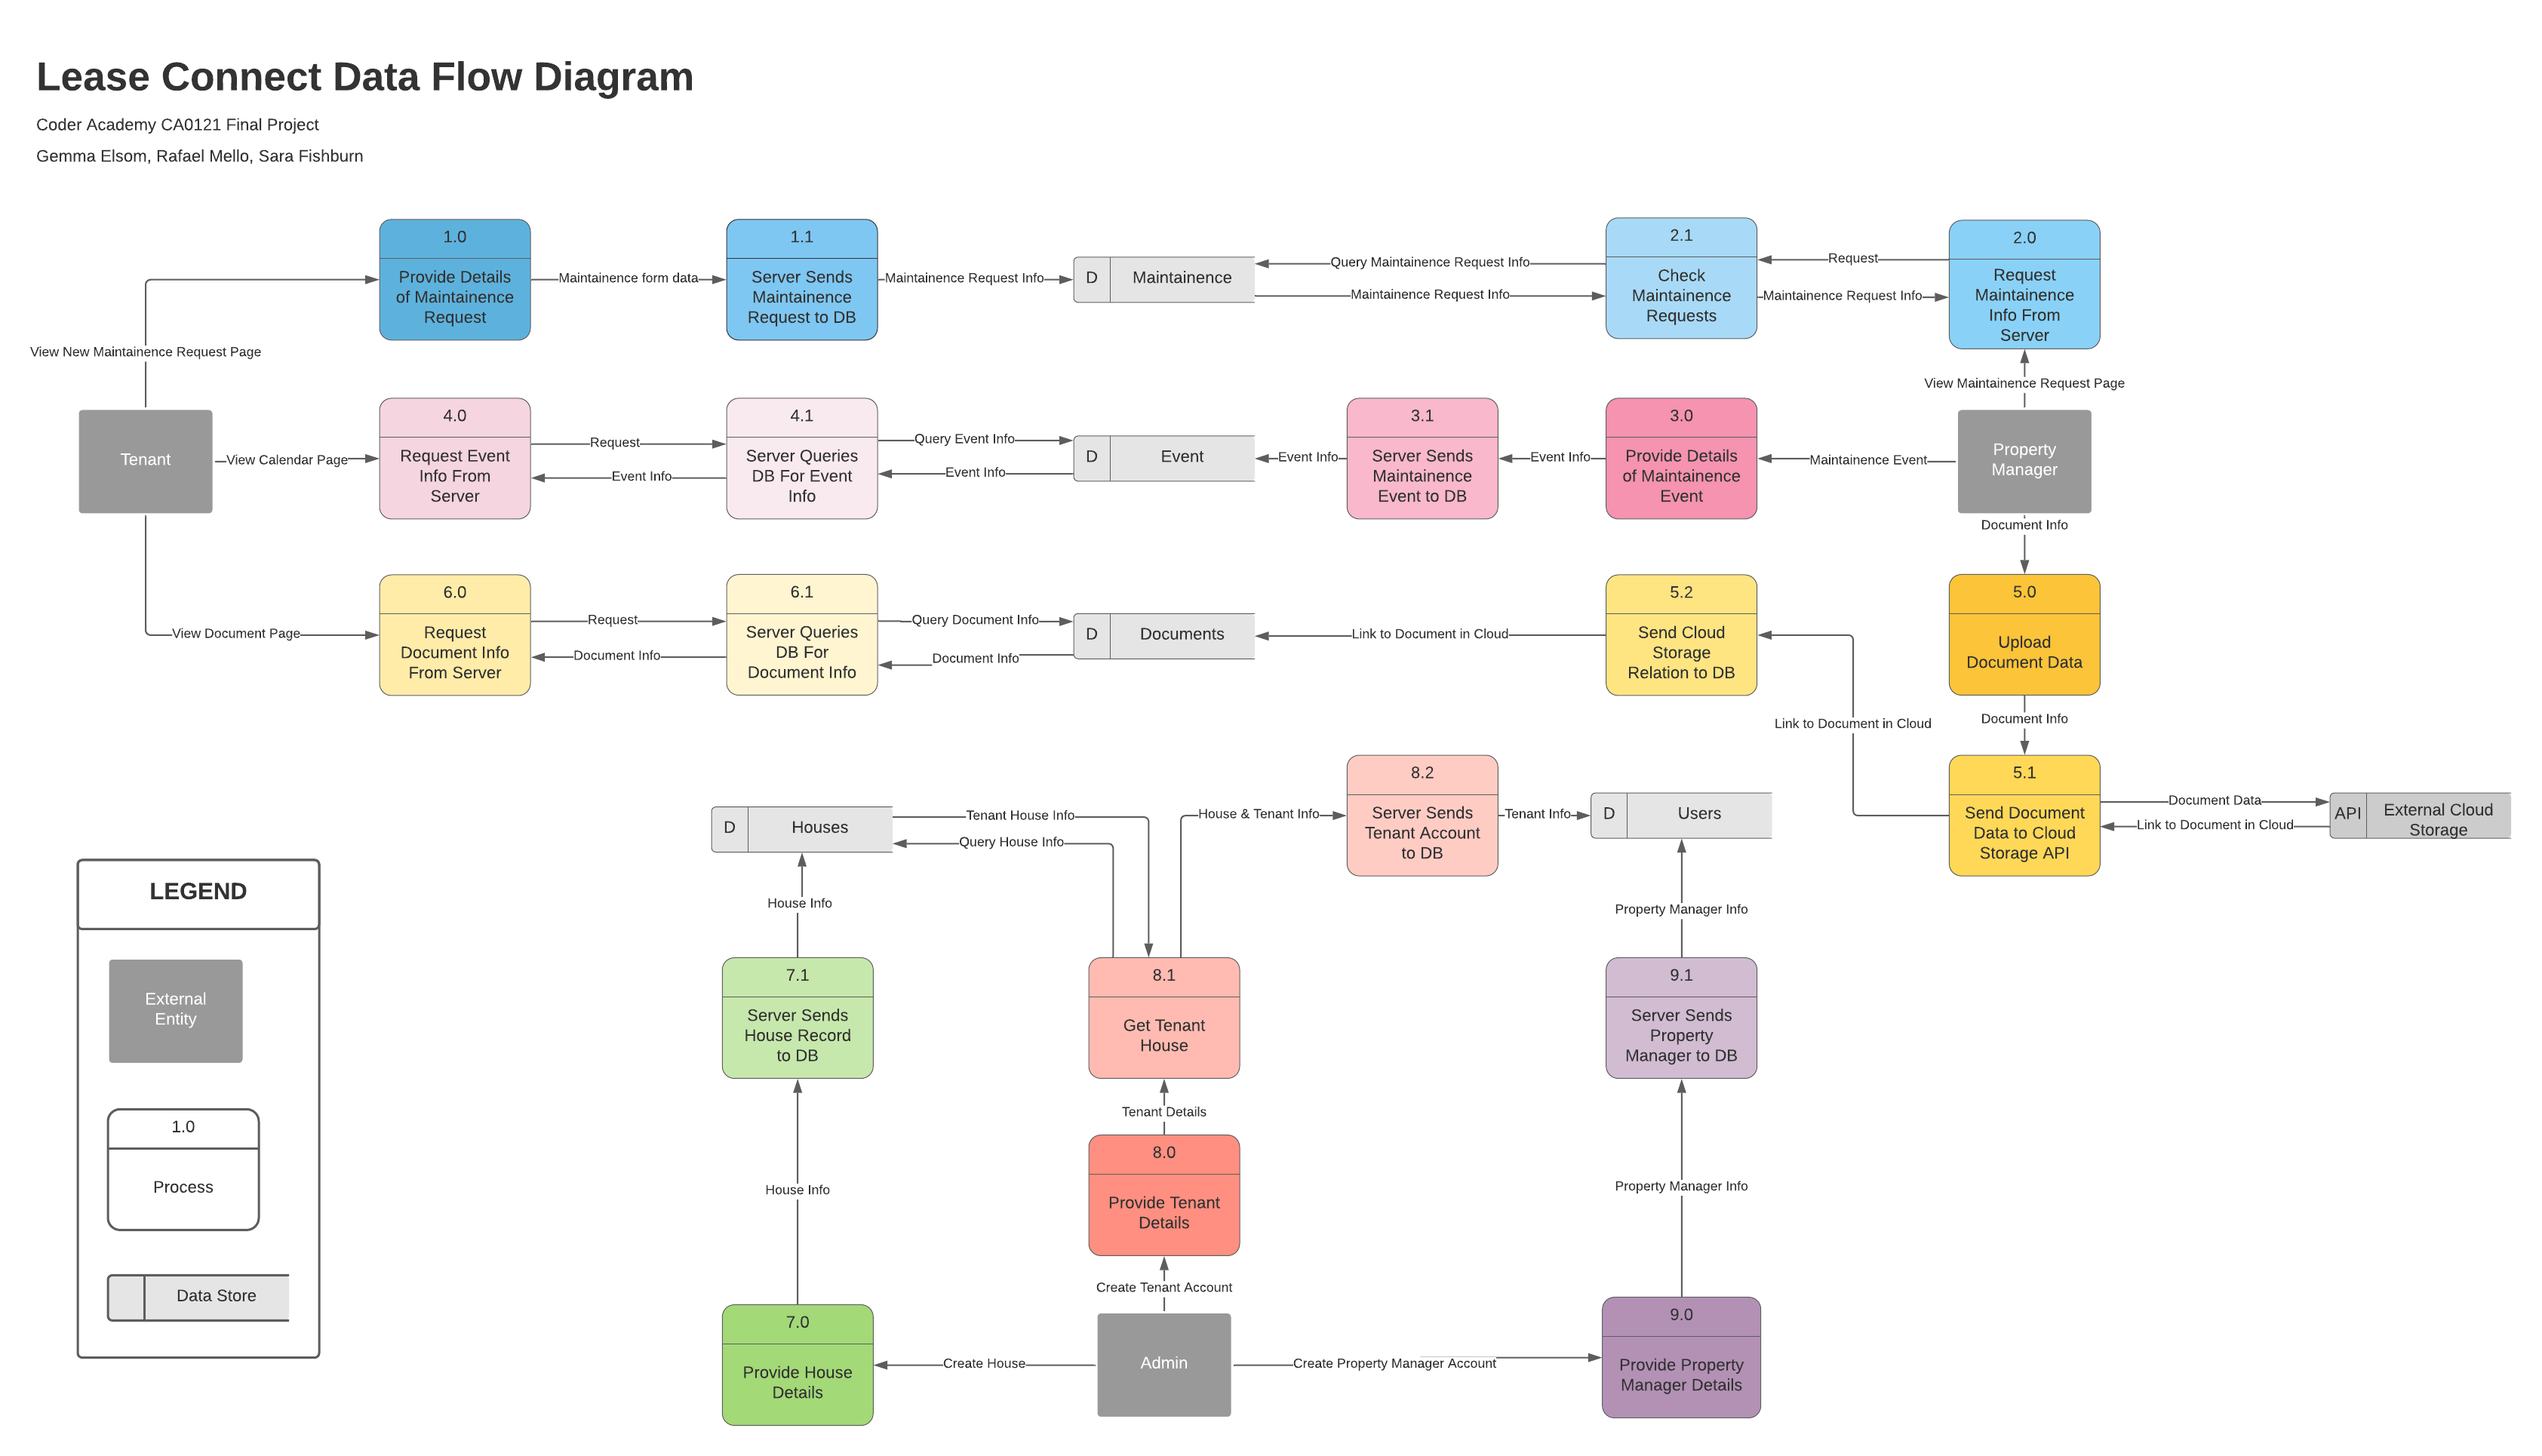 Lease Connect Data Flow Diagram
Coder Academy CA0121 Final Project
Gemma Elsom, Rafael Mello, Sara Fishburn
1.0
Provide Details
of Maintainence
Request
Maintainence form data
1.1
Server Sends
Maintainence
Request to DB
Maintainence Request Info
D
Maintainence
Query Maintainence Request Info
Maintainence Request Info
2.1
Check
Maintainence
Requests
Request
Maintainence Request Info
2.0
Request
Maintainence
Info From
Server
View New Maintainence Request Page
View Maintainence Request Page
Tenant
View Calendar Page
4.0
Request Event
Info From
Server
Request
Event Info
4.1
Server Queries
DB For Event
Info
Query Event Info
Event Info
D
Event
Event Info
3.1
Server Sends
Maintainence
Event to DB
Event Info
3.0
Provide Details
of Maintainence
Event
Maintainence Event
Property
Manager
Document Info
View Document Page
6.0
Request
Document Info
From Server
Request
Document Info
6.1
Server Queries
DB For
Document Info
Query Document Info
Document Info
D
Documents
Link to Document in Cloud
5.2
Send Cloud
Storage
Relation to DB
5.0
Upload
Document Data
Link to Document in Cloud
Document Info
5.1
Send Document
Data to Cloud
Storage API
Document Data
Link to Document in Cloud
API
External Cloud
Storage
D
Houses
Tenant House Info
Query House Info
House & Tenant Info
8.2
Server Sends
Tenant Account
to DB
Tenant Info
D
Users
House Info
Property Manager Info
7.1
Server Sends
House Record
to DB
8.1
Get Tenant
House
9.1
Server Sends
Property
Manager to DB
Tenant Details
8.0
Provide Tenant
Details
House Info
Property Manager Info
Create Tenant Account
7.0
Provide House
Details
Create House
Admin
Create Property Manager Account
9.0
Provide Property
Manager Details
LEGEND
External
Entity
1.0
Process
Data Store